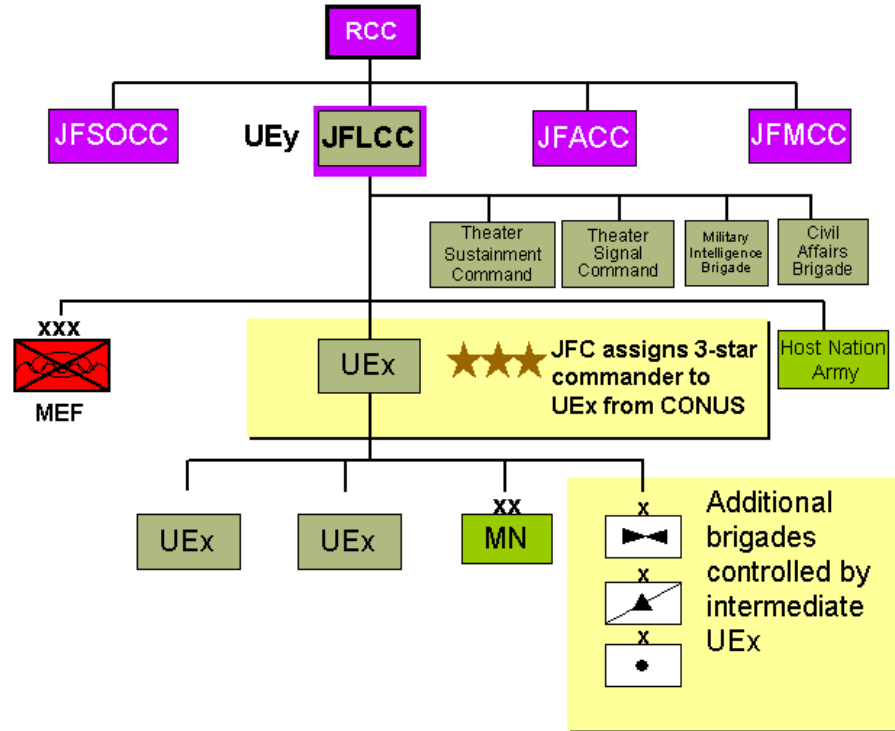 RCC
JFSOCC
UEy
JFLCC
JFACC
JFMCC
Theater
Sustainment
Command
Theater
Signal
Command
Military
Intelligence
Brigade
Civil
Affairs
Brigade
xxx
MEF
UEx
JFC assigns 3-star
commander to
UEx from CONUS
Host Nation
Army
UEx
UEx
xx
MN
x
x
x
Additional
brigades
controlled by
intermediate
UEx